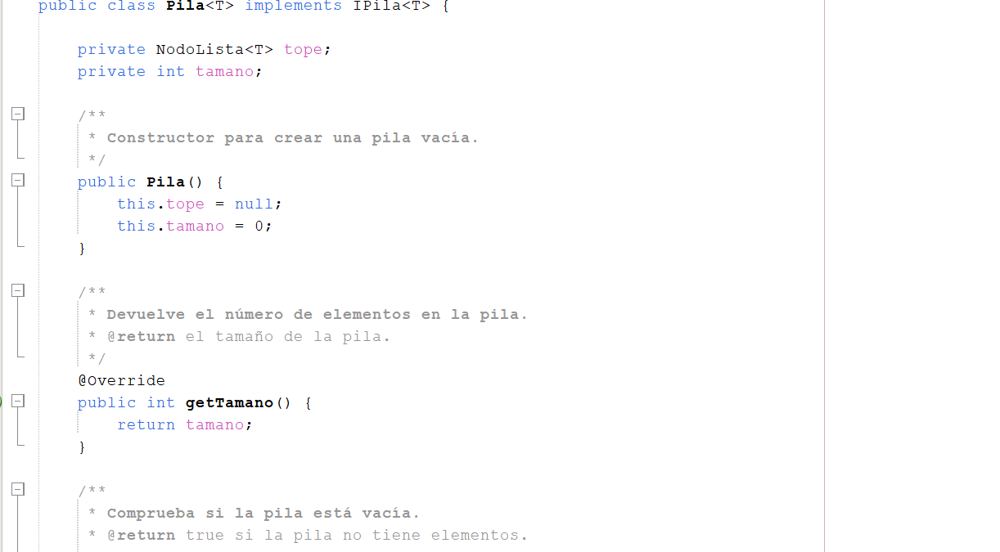 public class Pila<T> implements IPila<T> {
private NodoLista<T> tope;
private int tamano;
/**
* Constructor para crear una pila vacía.
*/
public Pila() {
this.tope = null;
this.tamano = 0;
}
/**
* Devuelve el número de elementos en la pila.
* @return el tamaño de la pila.
*/
@Override
public int getTamano() {
return tamano;
}
/**
* Comprueba si la pila está vacía.
* @return true si la pila no tiene elementos.